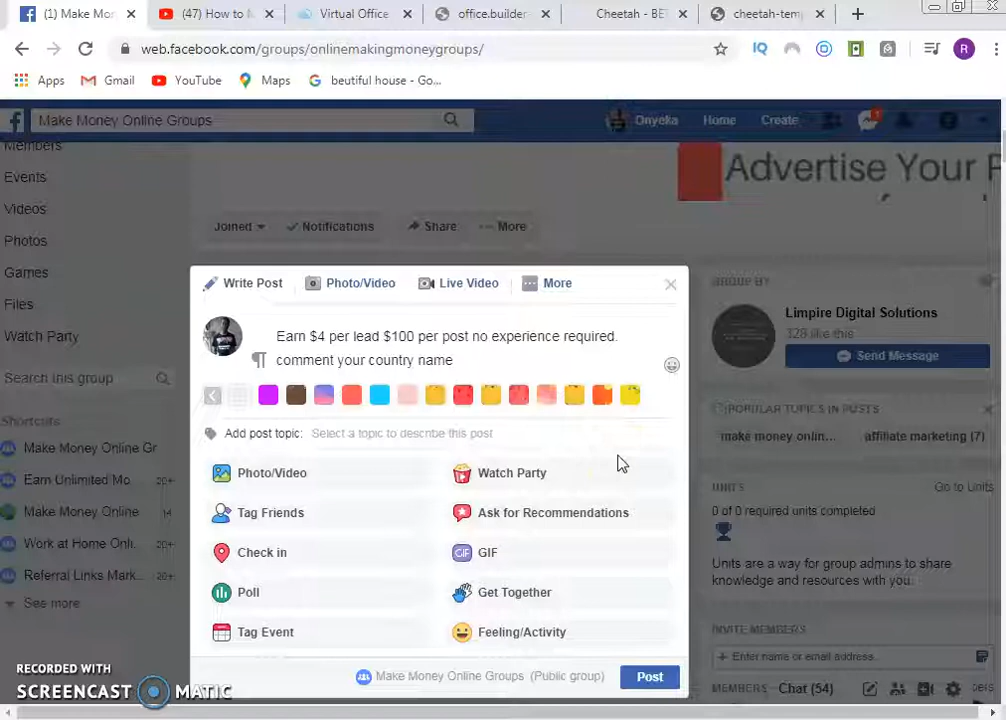 (1) Make Mon
(47) How to M
Virtual Office
office.builder
Cheetah - BE
cheetah-temp
web.facebook.com/groups/onlinemakingmoneygroups/
IQ
R
Apps
Gmail
YouTube
Maps
beutiful house - Go...
Make Money Online Groups
Onyeka
Home
Create
Members
Events
Videos
Photos
Games
Files
Watch Party
Search this group
Advertise Your
Joined
Notifications
Share
More
Write Post
Photo/Video
Live Video
More
Earn $4 per lead $100 per post no experience required.
comment your country name
Add post topic:
Select a topic to describe this post
Photo/Video
Watch Party
Tag Friends
Ask for Recommendations
Check in
GIF
GIF
Poll
Get Together
Tag Event
Feeling/Activity
Make Money Online Groups (Public group)
Post
Shortcuts
Make Money Online Gr
Earn Unlimited Mo 20+
Make Money Online 14
Work at Home Onli... 20+
Referral Links Mark... 20+
See more
GROUP BY
Limpire Digital Solutions
328 like this
Send Message
POPULAR TOPICS IN POSTS
make money onlin...
affiliate marketing (7)
UNITS
Go to Units
0 of 0 required units completed
Units are a way for group admins to share
knowledge and resources with you.
INVITE MEMBERS
+ Enter name or email address...
MEMBERS
Chat (54)
RECORDED WITH
SCREENCAST MATIC